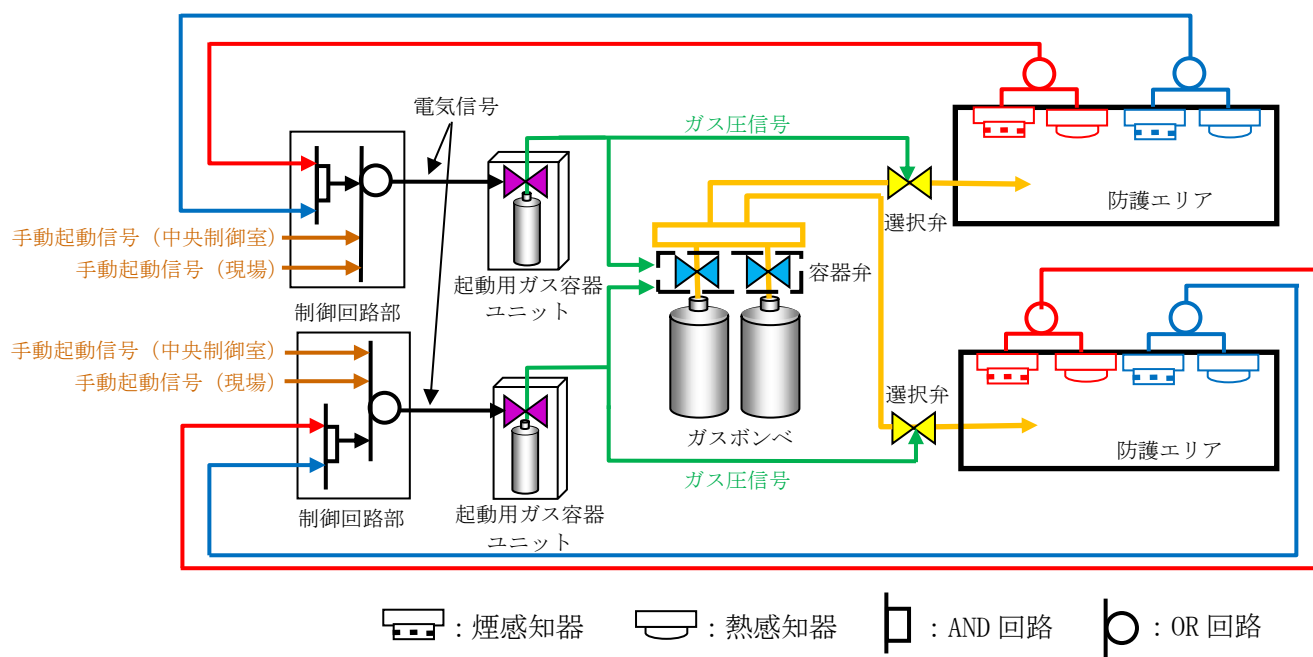 電気信号
ガス圧信号
防護エリア
選択弁
手動起動信号（中央制御室）
手動起動信号（現場）
容器弁
起動用ガス容器
ユニット
制御回路部
手動起動信号（中央制御室）
手動起動信号（現場）
選択弁
ガスボンベ
防護エリア
ガス圧信号
制御回路部
起動用ガス容器
ユニット
：煙感知器 ：熱感知器 ：AND 回路 ：OR 回路